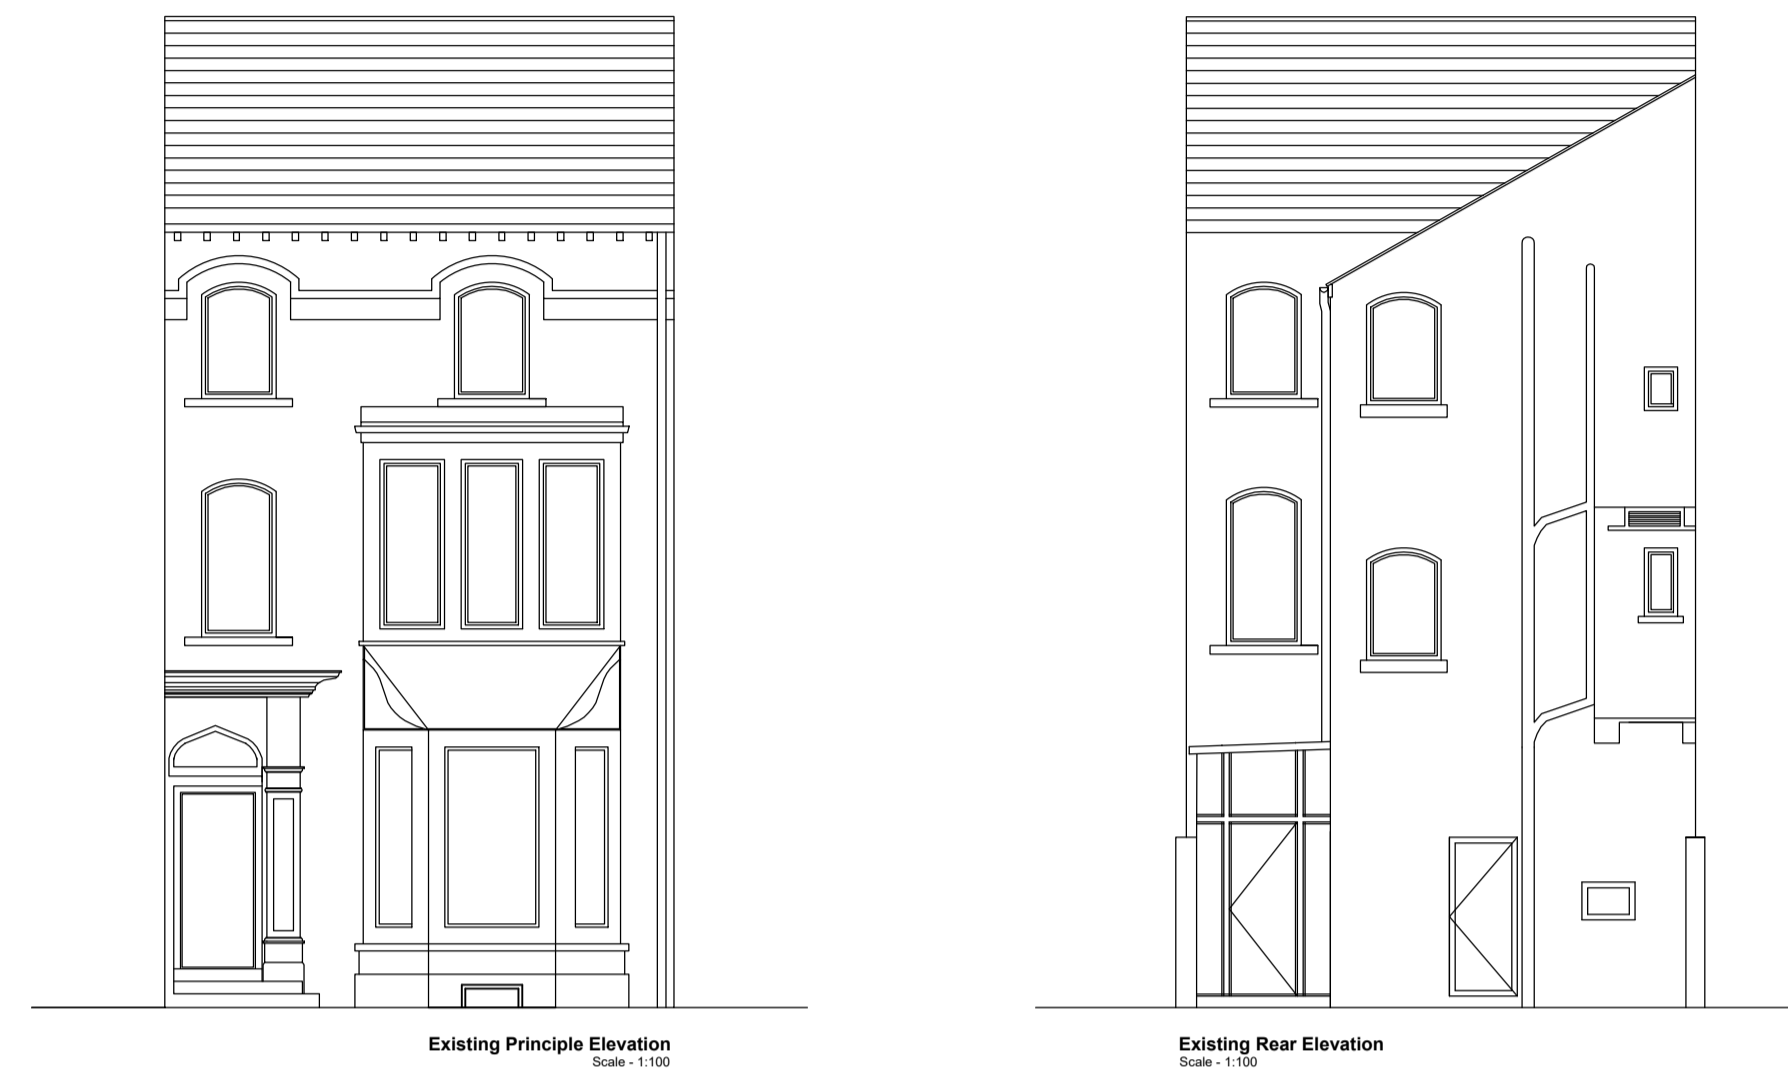 Existing Principle Elevation
Scale - 1:100
Existing Rear Elevation
Scale - 1:100